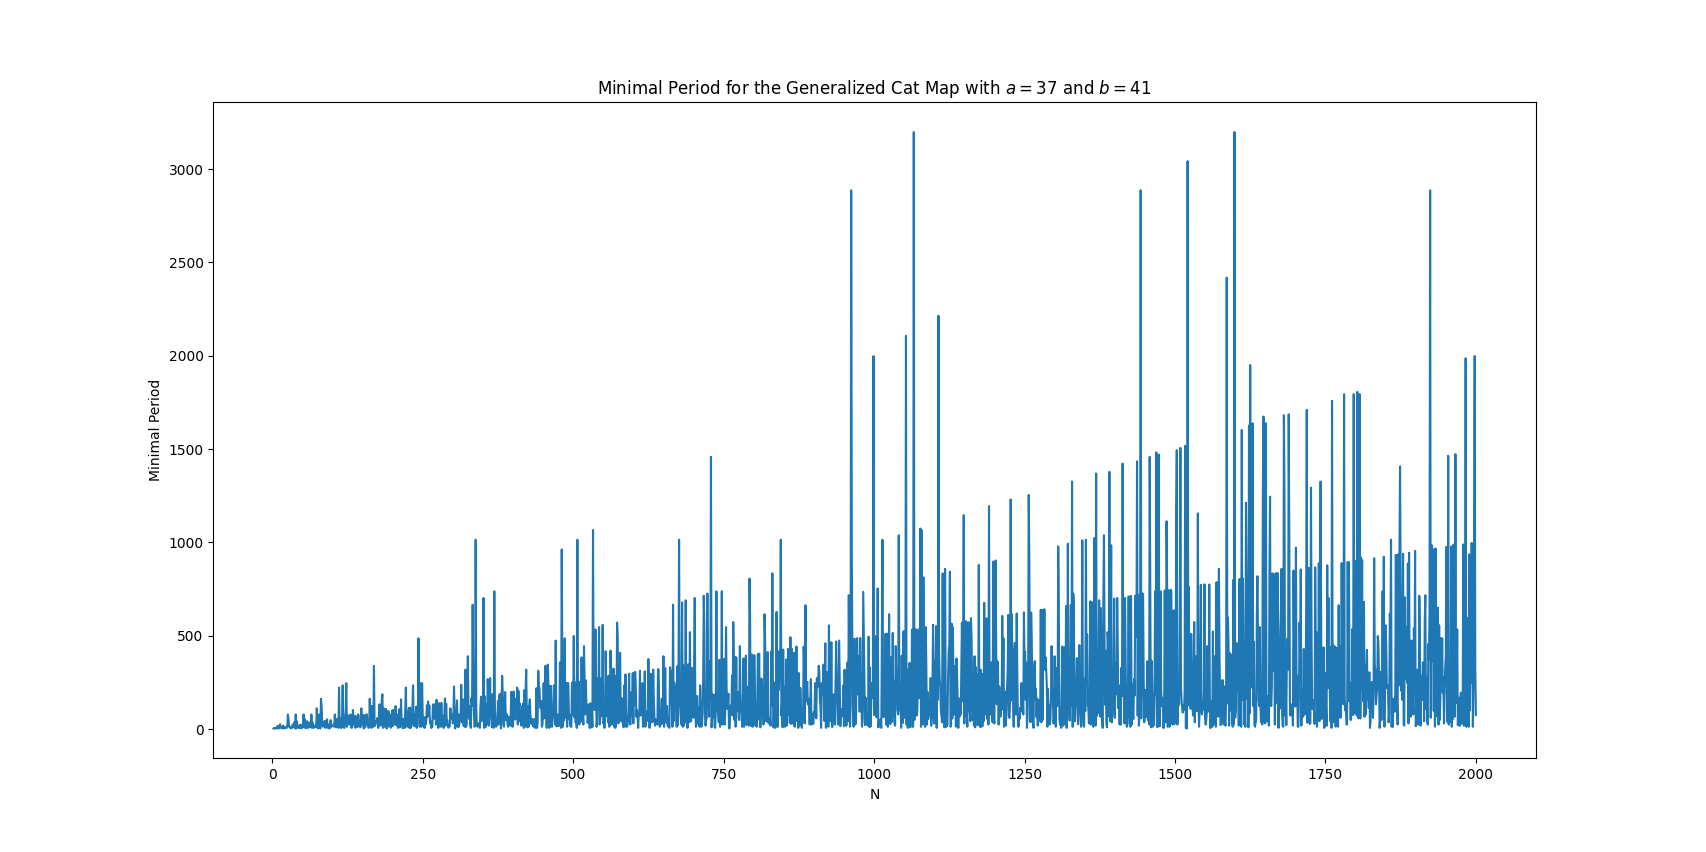 Minimal Period for the Generalized Cat Map with a = 37 and b = 41
3000
2500
2000
1500
1000
500
0
Minimal Period
0 250 500 750 1000 1250 1500 1750 2000
N